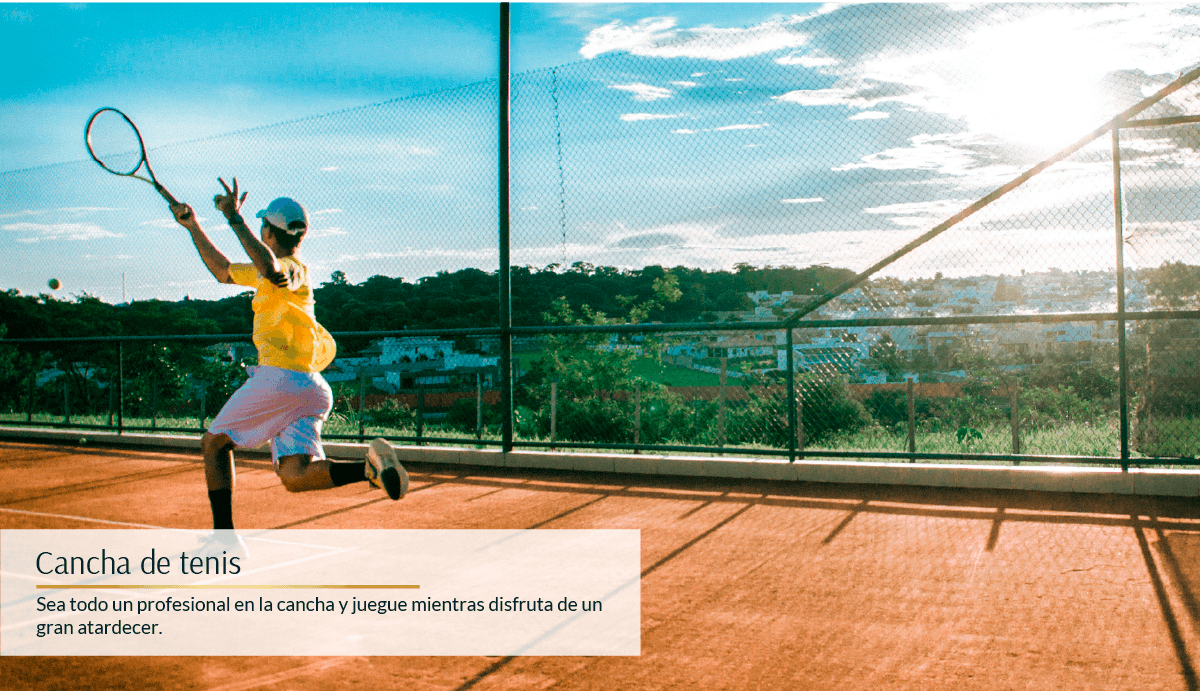 Cancha de tenis
Sea todo un profesional en la cancha y juegue mientras disfruta de un
gran atardecer.